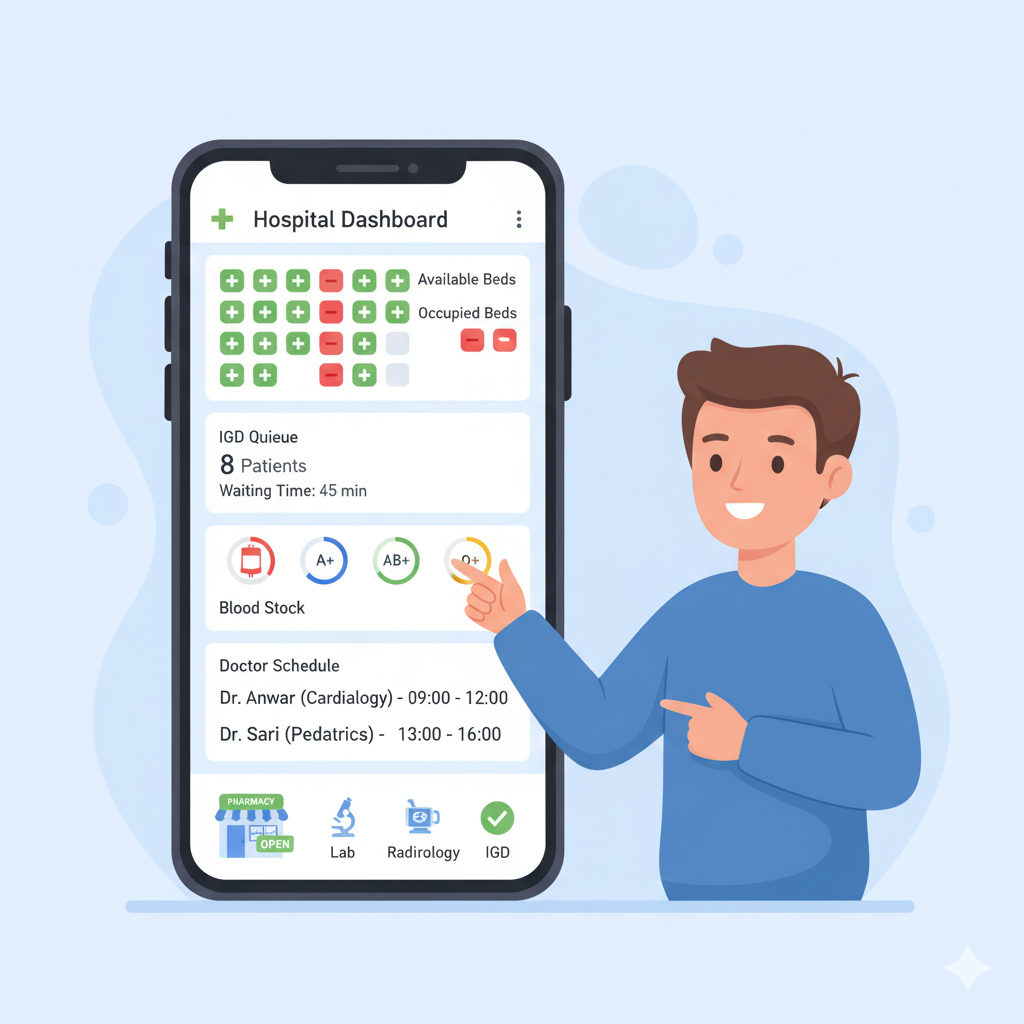 Hospital Dashboard
Available Beds
Occupied Beds
IGD Quieue
8 Patients
Waiting Time: 45 min
A+ AB+ O+
Blood Stock
Doctor Schedule
Dr. Anwar (Cardialogy) - 09:00 - 12:00
Dr. Sari (Pedatrics) - 13:00 - 16:00
PHARMACY
OPEN
Lab Radirology IGD